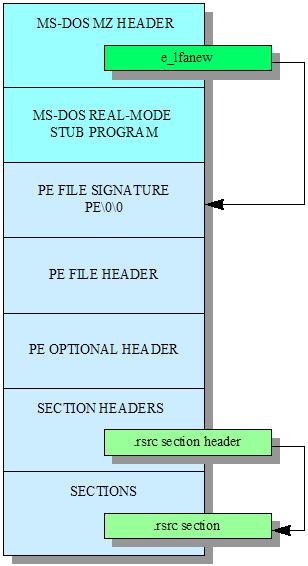 MS-DOS MZ HEADER
e_lfanew
MS-DOS REAL-MODE
STUB PROGRAM
PE FILE SIGNATURE
PE\0\0
PE FILE HEADER
PE OPTIONAL HEADER
SECTION HEADERS
.rsrc section header
SECTIONS
.rsrc section